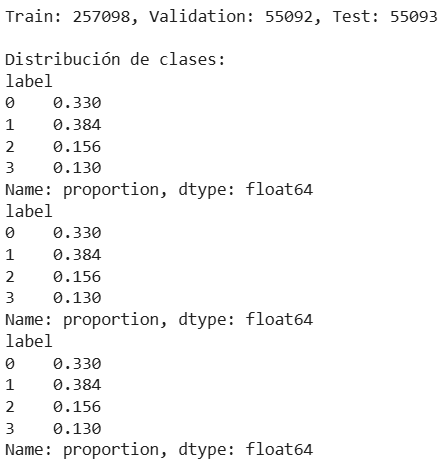 Train: 257098, Validation: 55092, Test: 55093

Distribución de clases:
label
0    0.330
1    0.384
2    0.156
3    0.130
Name: proportion, dtype: float64
label
0    0.330
1    0.384
2    0.156
3    0.130
Name: proportion, dtype: float64
label
0    0.330
1    0.384
2    0.156
3    0.130
Name: proportion, dtype: float64